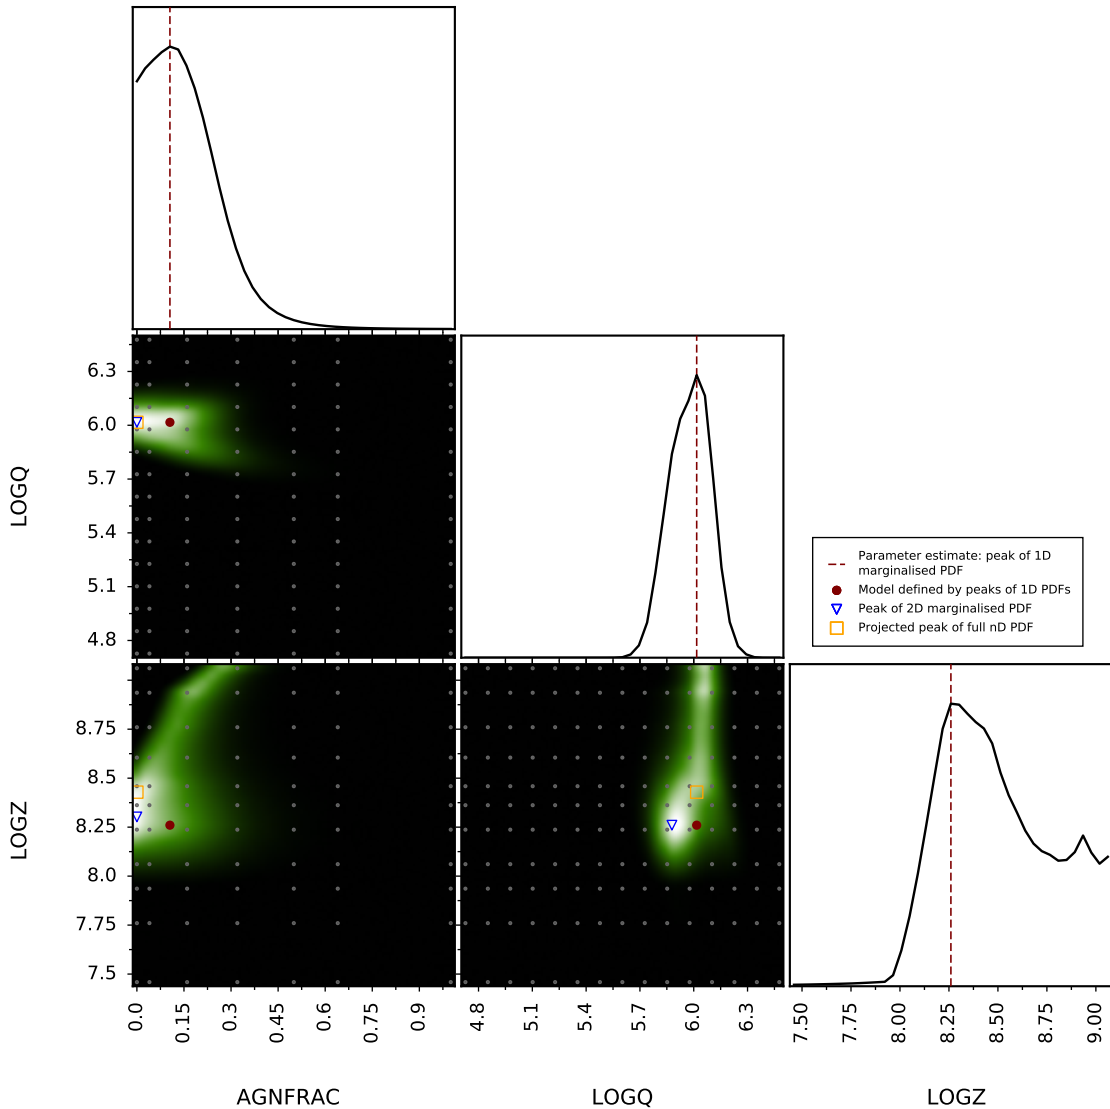 6.3
6.0
5.7
5.4
5.1
4.8
LOGQ
Parameter estimate: peak of 1D
marginalised PDF
Model defined by peaks of 1D PDFs
Peak of 2D marginalised PDF
Projected peak of full nD PDF
8.75
8.5
8.25
8.0
7.75
7.5
LOGZ
0.0 0.15 0.3 0.45 0.6 0.75 0.9
4.8 5.1 5.4 5.7 6.0 6.3
7.50 7.75 8.00 8.25 8.50 8.75 9.00
AGNFRAC LOGQ LOGZ